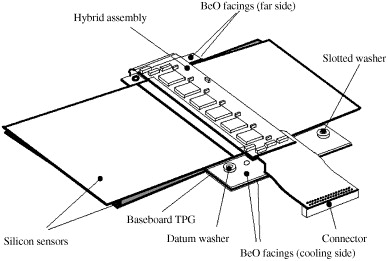 BeO facings (far side)
Hybrid assembly
Slotted washer
Baseboard TPG
Silicon sensors
Datum washer
Connector
BeO facings (cooling side)